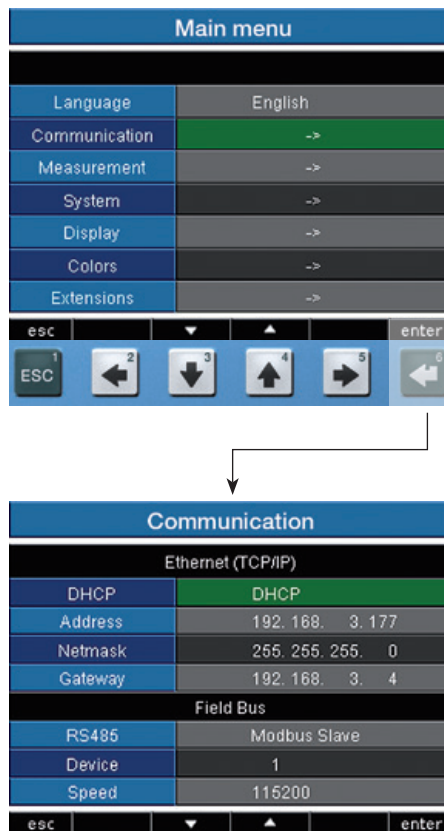 Main menu
Language English
Communication ->
Measurement ->
System ->
Display ->
Colors ->
Extensions ->
esc enter
1 2 3 4 5 6
ESC
Communication
Ethernet (TCP/IP)
DHCP DHCP
Address 192. 168. 3. 177
Netmask 255. 255. 255. 0
Gateway 192. 168. 3. 4
Field Bus
RS485 Modbus Slave
Device 1
Speed 115200
esc enter